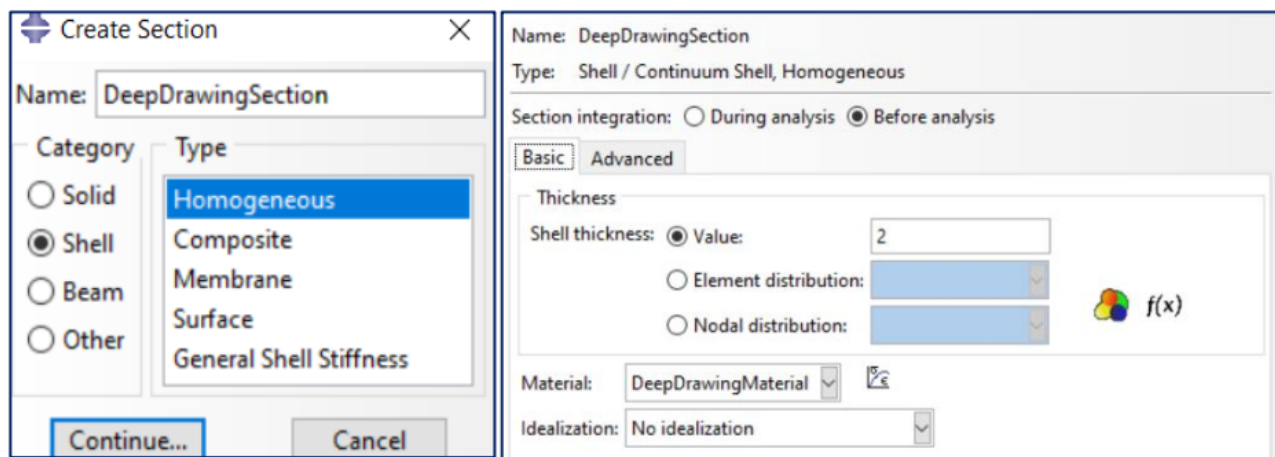 Create Section
Name: DeepDrawingSection
Category
Type
Solid
Shell
Beam
Other
Homogeneous
Composite
Membrane
Surface
General Shell Stiffness
Continue...
Cancel
Name: DeepDrawingSection
Type: Shell / Continuum Shell, Homogeneous
Section integration: During analysis Before analysis
Basic Advanced
Thickness
Shell thickness: Value: 2
Element distribution:
Nodal distribution:
f(x)
Material: DeepDrawingMaterial σ ε
Idealization: No idealization